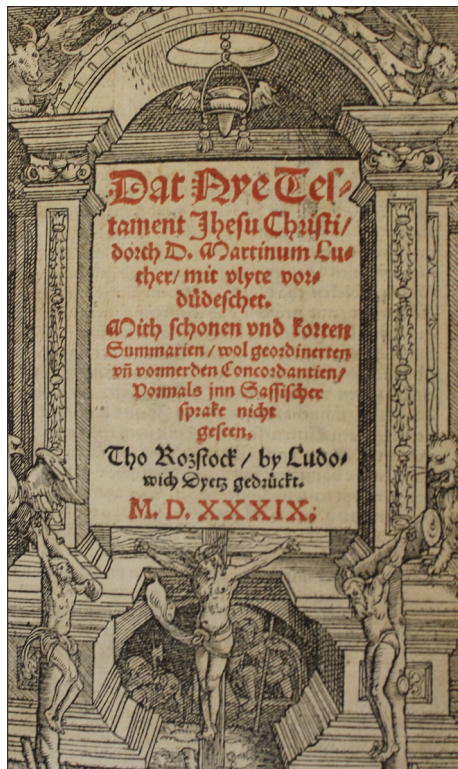 Dat Nye Tes⸗
tament Jhesu Christi/
dorch D. Martinum Lu⸗
ther/ mit vlyte vor⸗
düdeschet.
Mith schonen vnd korten
Summarien/ wol geordinerten
vñ vormerden Concordantien/
Vormals jnn Sassischer
sprake nicht
geseen.
Tho Rozstock/ by Ludo⸗
wich Dyetz gedrückt.
M. D. XXXIX.